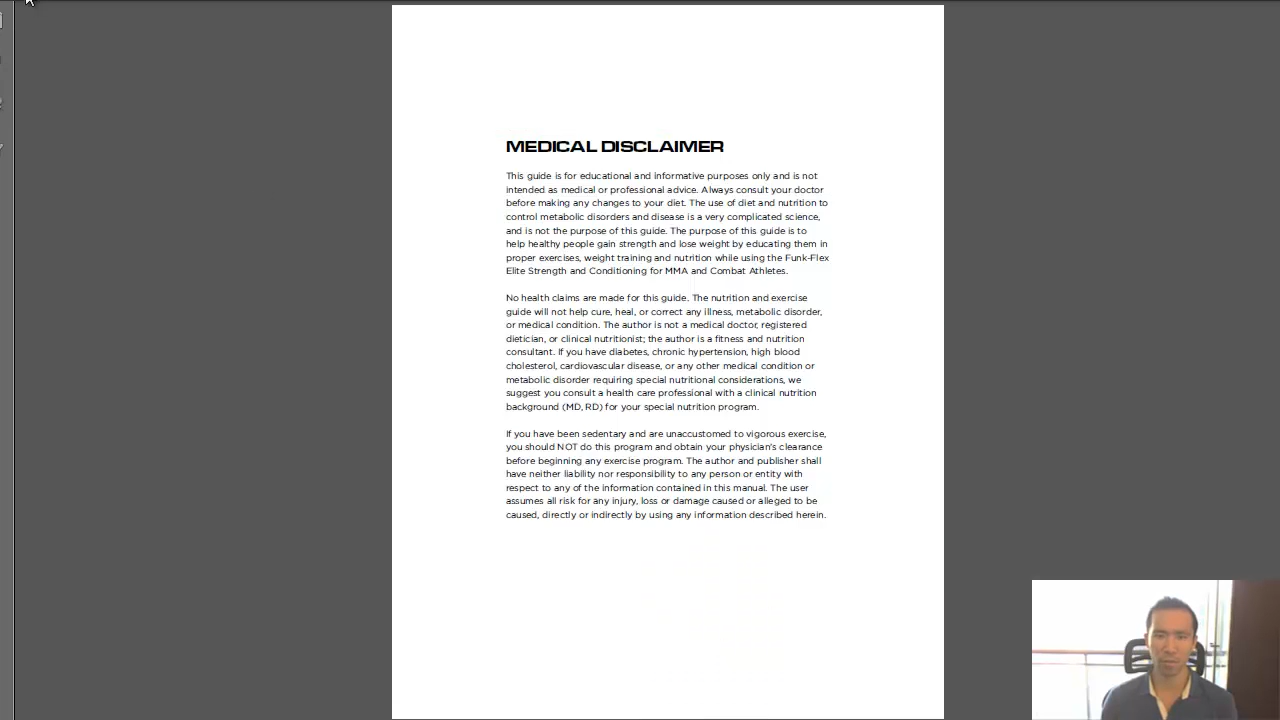 MEDICAL DISCLAIMER
This guide is for educational and informative purposes only and is not
intended as medical or professional advice. Always consult your doctor
before making any changes to your diet. The use of diet and nutrition to
control metabolic disorders and disease is a very complicated science,
and is not the purpose of this guide. The purpose of this guide is to
help healthy people gain strength and lose weight by educating them in
proper exercises, weight training and nutrition while using the Funk-Flex
Elite Strength and Conditioning for MMA and Combat Athletes.
No health claims are made for this guide. The nutrition and exercise
guide will not help cure, heal, or correct any illness, metabolic disorder,
or medical condition. The author is not a medical doctor, registered
dietician, or clinical nutritionist; the author is a fitness and nutrition
consultant. If you have diabetes, chronic hypertension, high blood
cholesterol, cardiovascular disease, or any other medical condition or
metabolic disorder requiring special nutritional considerations, we
suggest you consult a health care professional with a clinical nutrition
background (MD, RD) for your special nutrition program.
If you have been sedentary and are unaccustomed to vigorous exercise,
you should NOT do this program and obtain your physician's clearance
before beginning any exercise program. The author and publisher shall
have neither liability nor responsibility to any person or entity with
respect to any of the information contained in this manual. The user
assumes all risk for any injury, loss or damage caused or alleged to be
caused, directly or indirectly by using any information described herein.